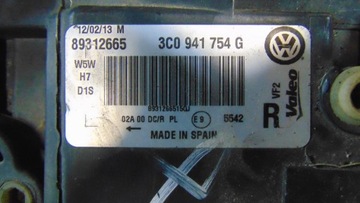 12/02/13 M
89312665
3C0 941 754 G
W5W
H7
D1S
VF2
Valeo
R
02A 00 DC/R PL
E9
5542
MADE IN SPAIN